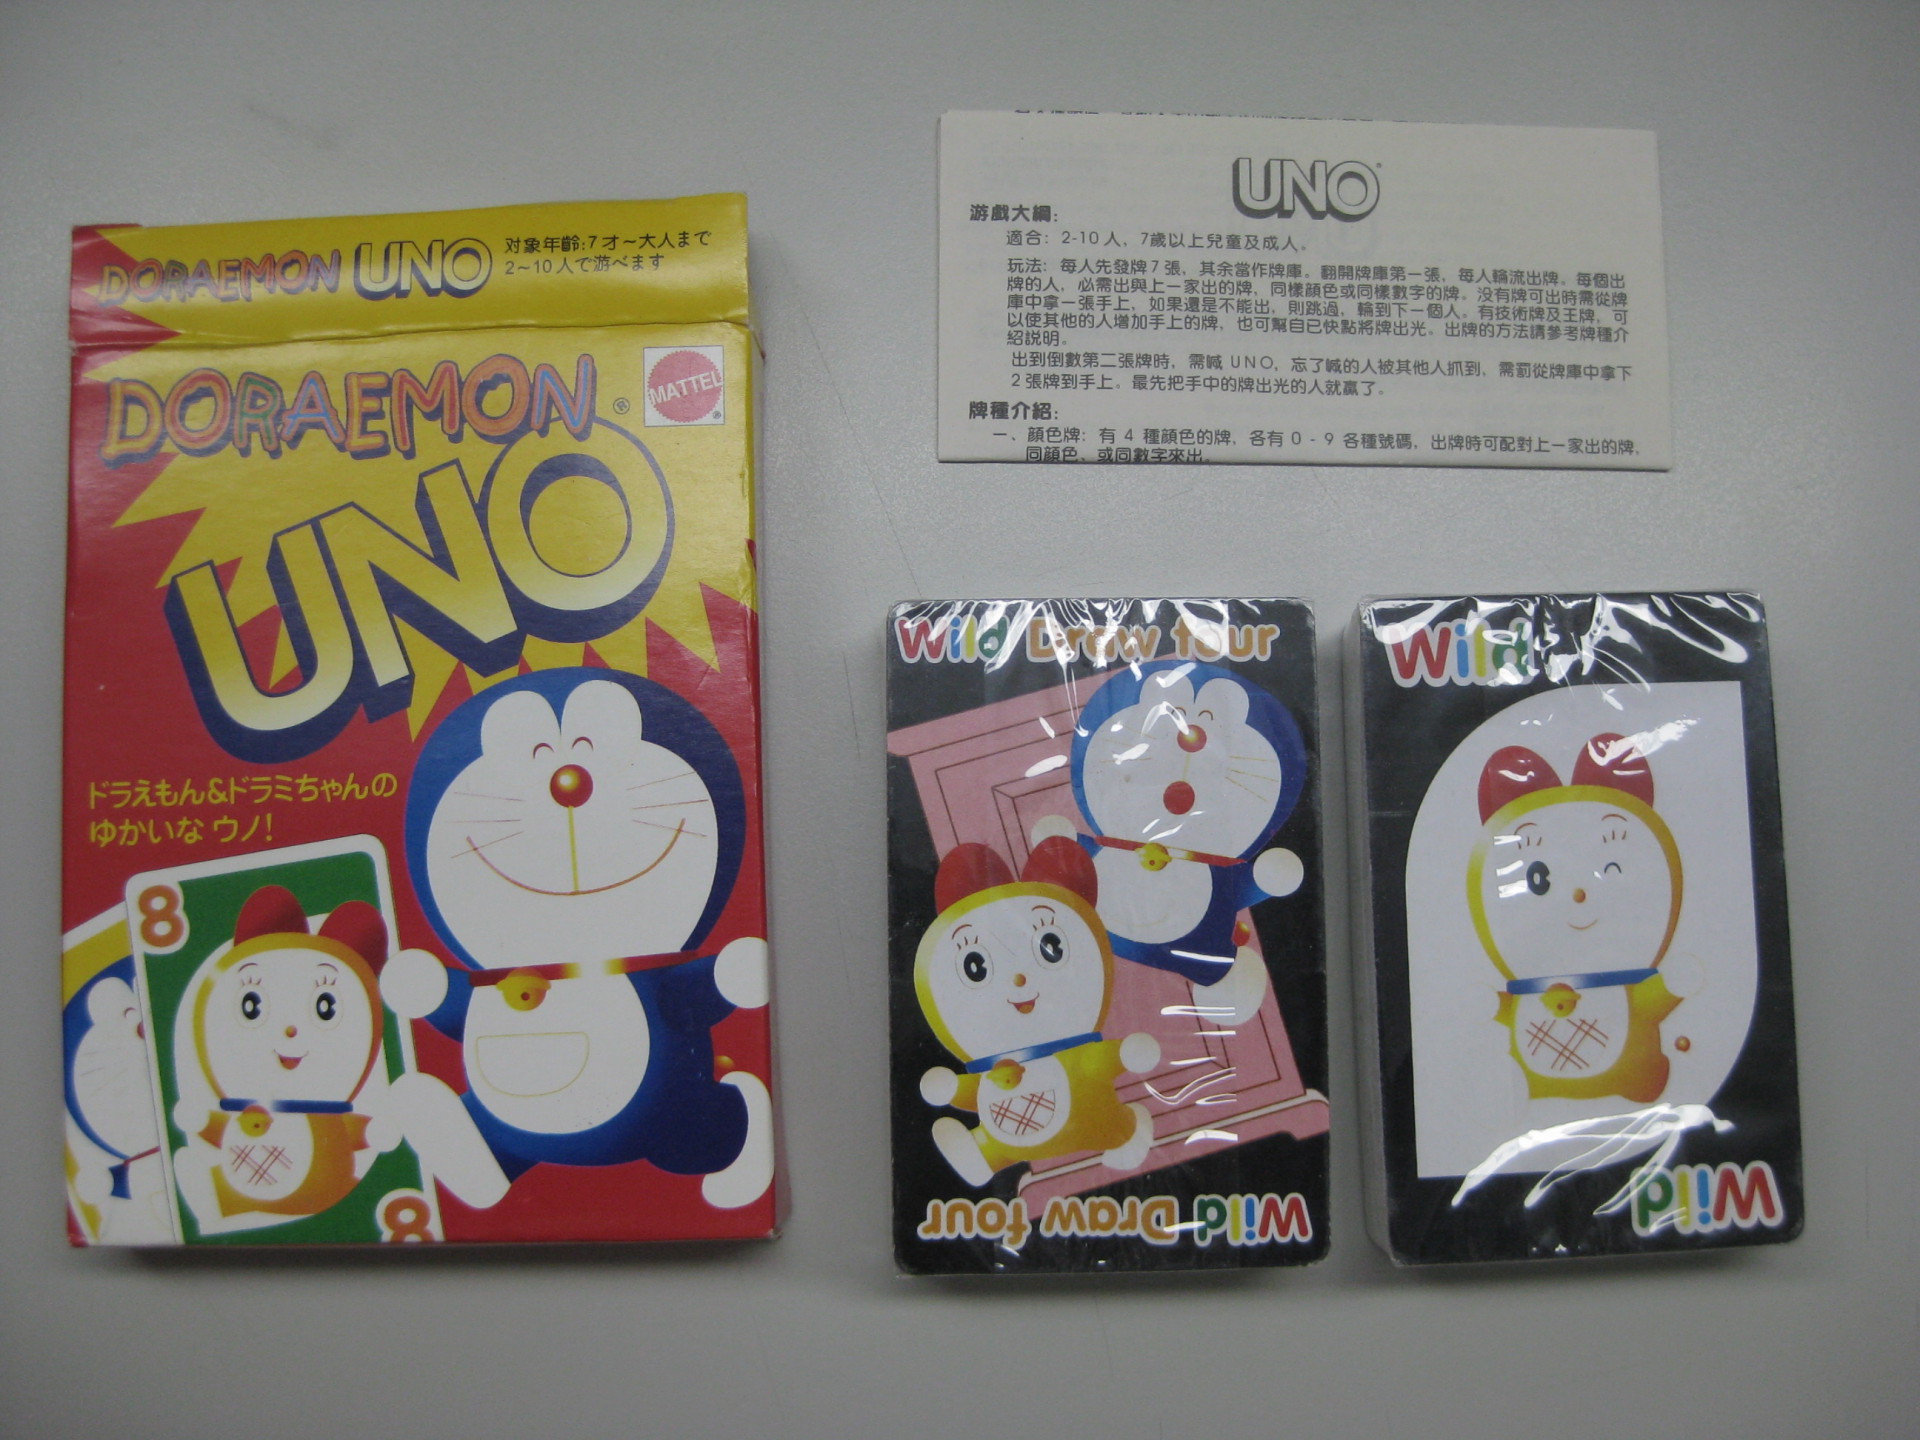 DORAEMON UNO
対象年齢:7才～大人まで
2～10人で游べます
DORAEMON®
MATTEL®
UNO
ドラえもん&ドラミちゃんの
ゆかいな ウノ!
8
8
UNO®
游戲大綱:
適合: 2-10人, 7歲以上兒童及成人。
玩法: 每人先發牌7張, 其余當作牌庫。翻開牌庫第一張, 每人輪流出牌。每個出
牌的人, 必需出與上一家出的牌, 同樣顏色或同樣數字的牌。没有牌可出時需從牌
庫中拿一張手上, 如果還是不能出, 則跳過, 輪到下一個人。有技術牌及王牌, 可
以使其他的人增加手上的牌, 也可幫自已快點將牌出光。出牌的方法請參考牌種介
紹説明。
出到倒數第二張牌時, 需喊 UNO, 忘了喊的人被其他人抓到, 需罰從牌庫中拿下
2張牌到手上。最先把手中的牌出光的人就贏了。
牌種介紹:
一、顏色牌: 有 4 種顏色的牌, 各有 0 - 9 各種號碼, 出牌時可配對上一家出的牌,
同顏色、或同數字來出。
Wild Draw four
Wild Draw four
Wild
Wild